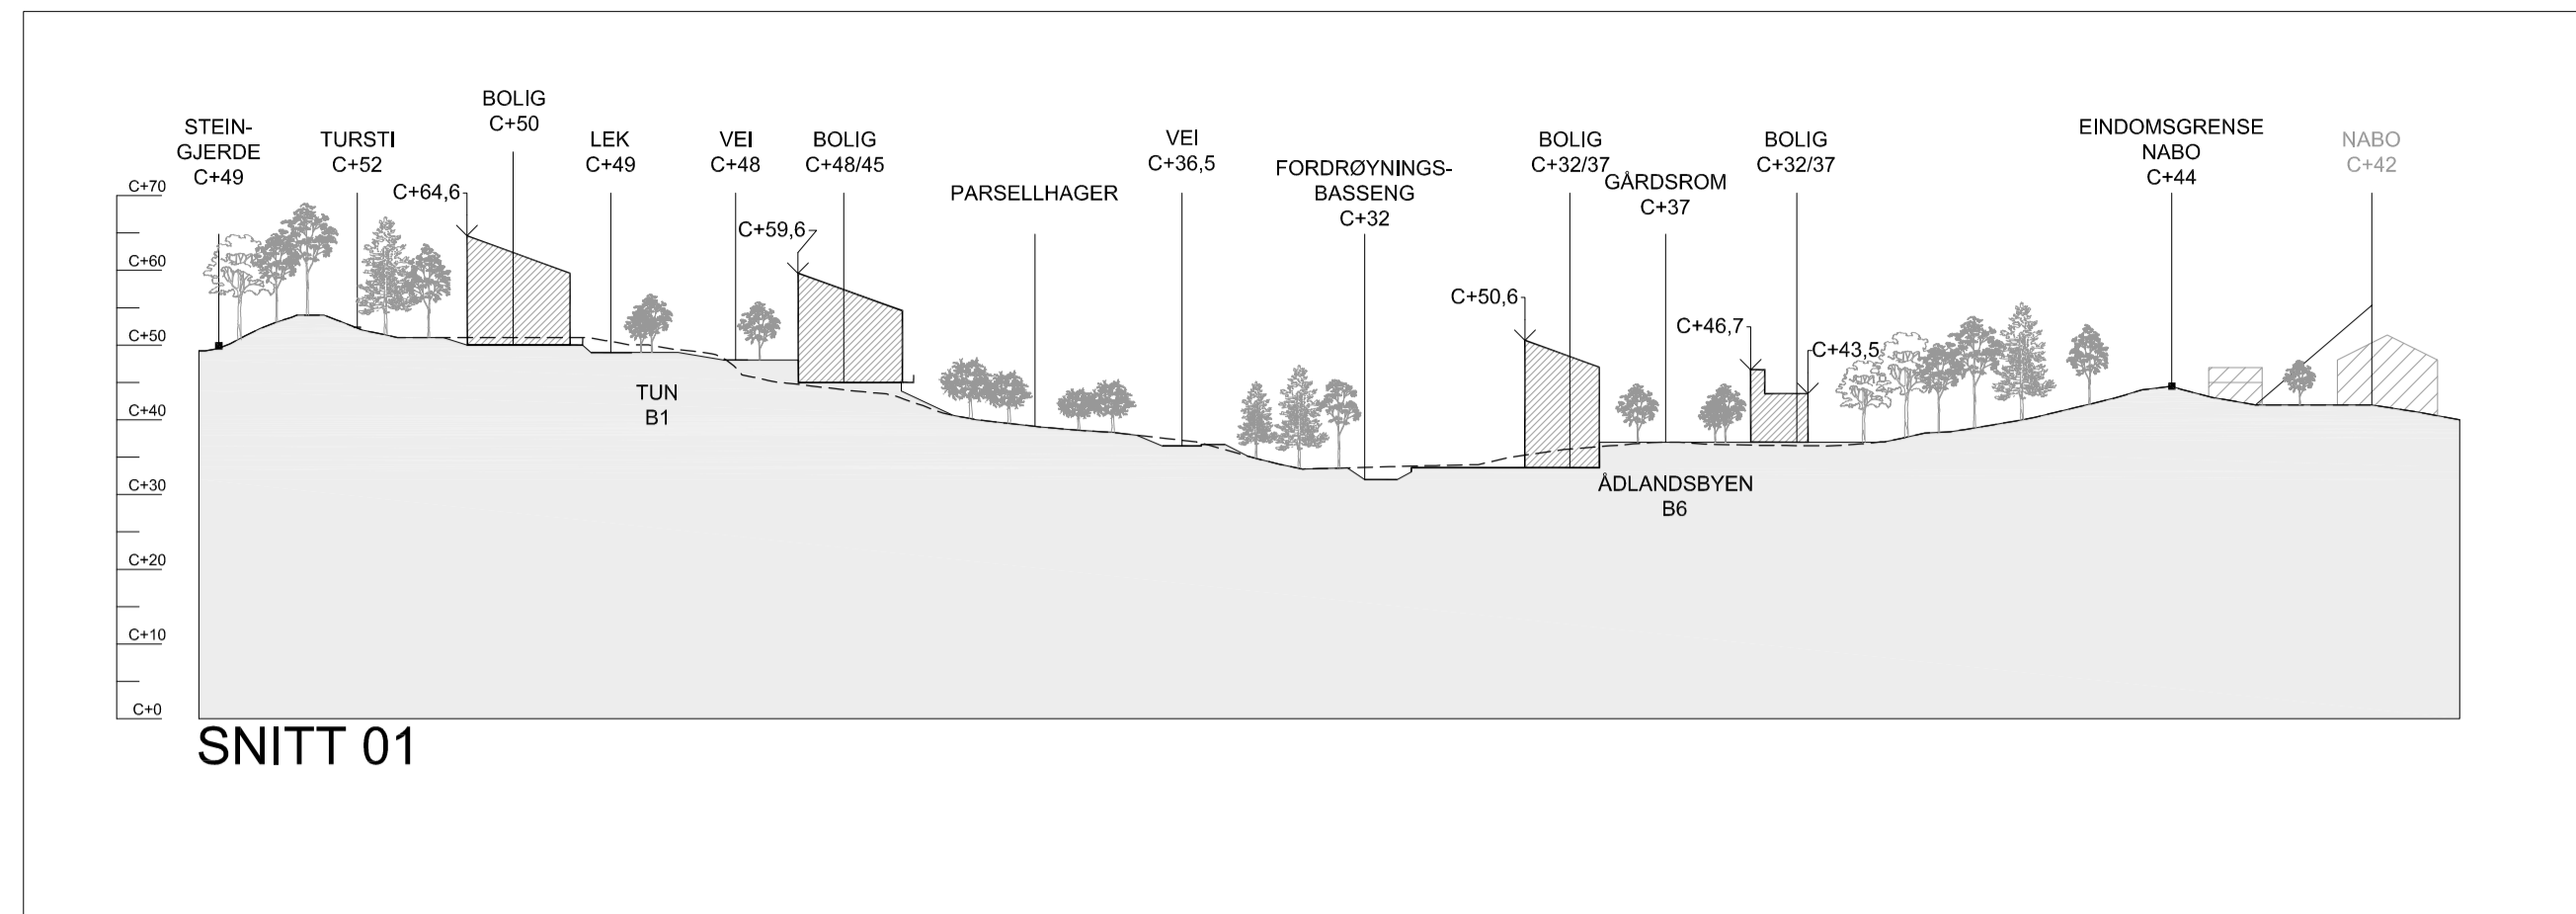 STEIN-
GJERDE
C+49
TURSTI
C+52
BOLIG
C+50
LEK
C+49
VEI
C+48
BOLIG
C+48/45
PARSELLHAGER
VEI
C+36,5
FORDRØYNINGS-
BASSENG
C+32
BOLIG
C+32/37
GÅRDSROM
C+37
BOLIG
C+32/37
EINDOMSGRENSE
NABO
C+44
NABO
C+42
C+64,6
C+59,6
C+50,6
C+46,7
C+43,5
C+70
C+60
C+50
C+40
C+30
C+20
C+10
C+0
TUN
B1
ÅDLANDSBYEN
B6
SNITT 01